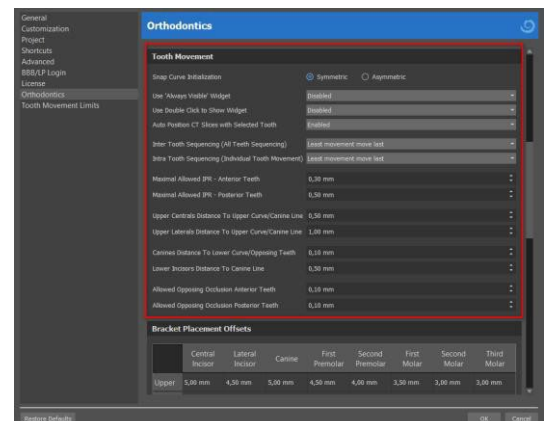 General
Customization
Project
Shortcuts
Advanced
BBB/LP Login
License
Orthodontics
Tooth Movement Limits
Orthodontics
Tooth Movement
Snap Curve Initialization Symmetric Asymmetric
Use 'Always Visible' Widget Disabled
Use Double Click to Show Widget Disabled
Auto Position CT Slices with Selected Tooth Enabled
Inter Tooth Sequencing (All Teeth Sequencing) Least movement move last
Intra Tooth Sequencing (Individual Tooth Movement) Least movement move last
Maximal Allowed IPR - Anterior Teeth 0,30 mm
Maximal Allowed IPR - Posterior Teeth 0,50 mm
Upper Centrals Distance To Upper Curve/Canine Line 0,50 mm
Upper Laterals Distance To Upper Curve/Canine Line 1,00 mm
Canines Distance To Lower Curve/Opposing Teeth 0,10 mm
Lower Incisors Distance To Canine Line 0,50 mm
Allowed Opposing Occlusion Anterior Teeth 0,10 mm
Allowed Opposing Occlusion Posterior Teeth 0,10 mm
Bracket Placement Offsets
Central Incisor Lateral Incisor Canine First Premolar Second Premolar First Molar Second Molar Third Molar
Upper 5,00 mm 4,50 mm 5,00 mm 4,50 mm 4,00 mm 3,50 mm 3,00 mm 3,00 mm
Restore Defaults OK Cancel